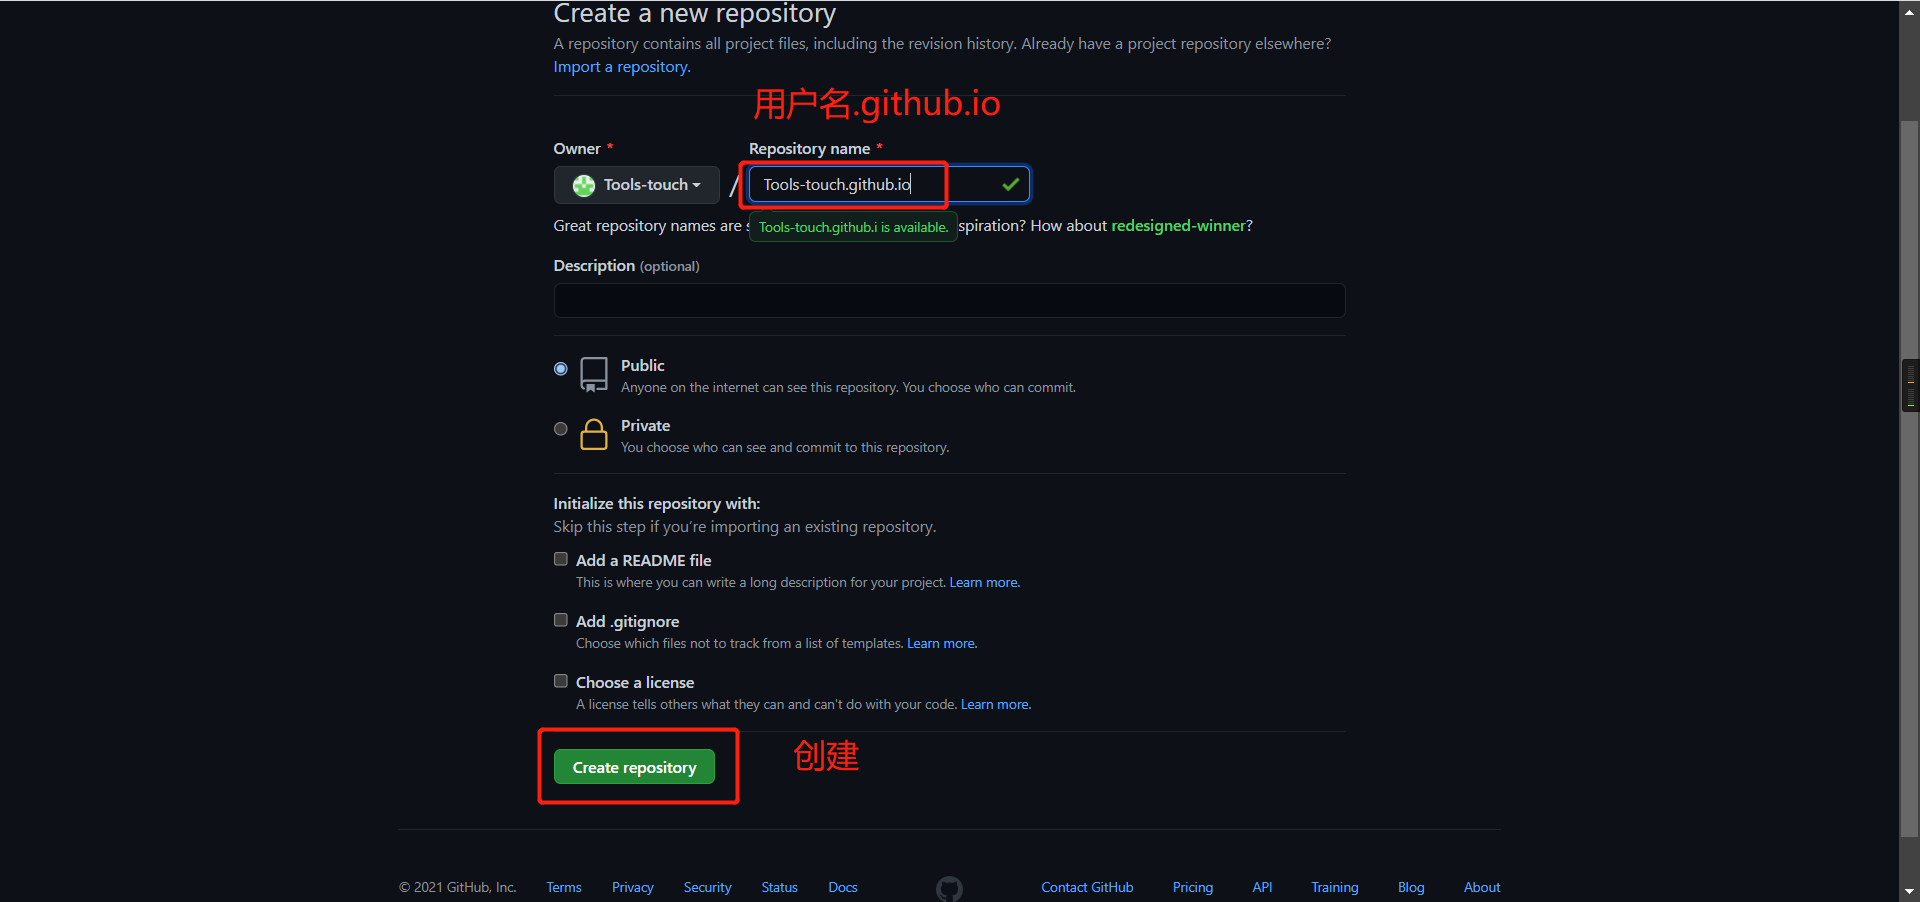 Create a new repository
A repository contains all project files, including the revision history. Already have a project repository elsewhere?
Import a repository.
用户名.github.io
Owner *
Repository name *
Tools-touch
/
Tools-touch.github.io
Great repository names are s
Tools-touch.github.i is available.
spiration? How about redesigned-winner?
Description (optional)
Public
Anyone on the internet can see this repository. You choose who can commit.
Private
You choose who can see and commit to this repository.
Initialize this repository with:
Skip this step if you're importing an existing repository.
Add a README file
This is where you can write a long description for your project. Learn more.
Add .gitignore
Choose which files not to track from a list of templates. Learn more.
Choose a license
A license tells others what they can and can't do with your code. Learn more.
Create repository
创建
© 2021 GitHub, Inc. Terms Privacy Security Status Docs Contact GitHub Pricing API Training Blog About